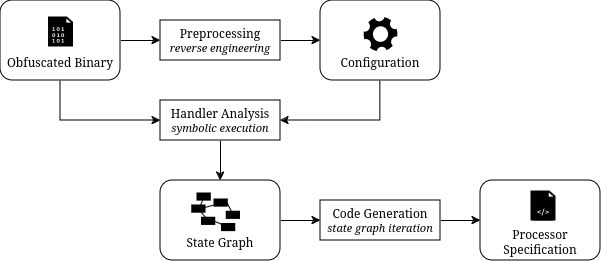 101
010
101
Obfuscated Binary
Preprocessing
reverse engineering
Configuration
Handler Analysis
symbolic execution
State Graph
Code Generation
state graph iteration
</>
Processor
Specification